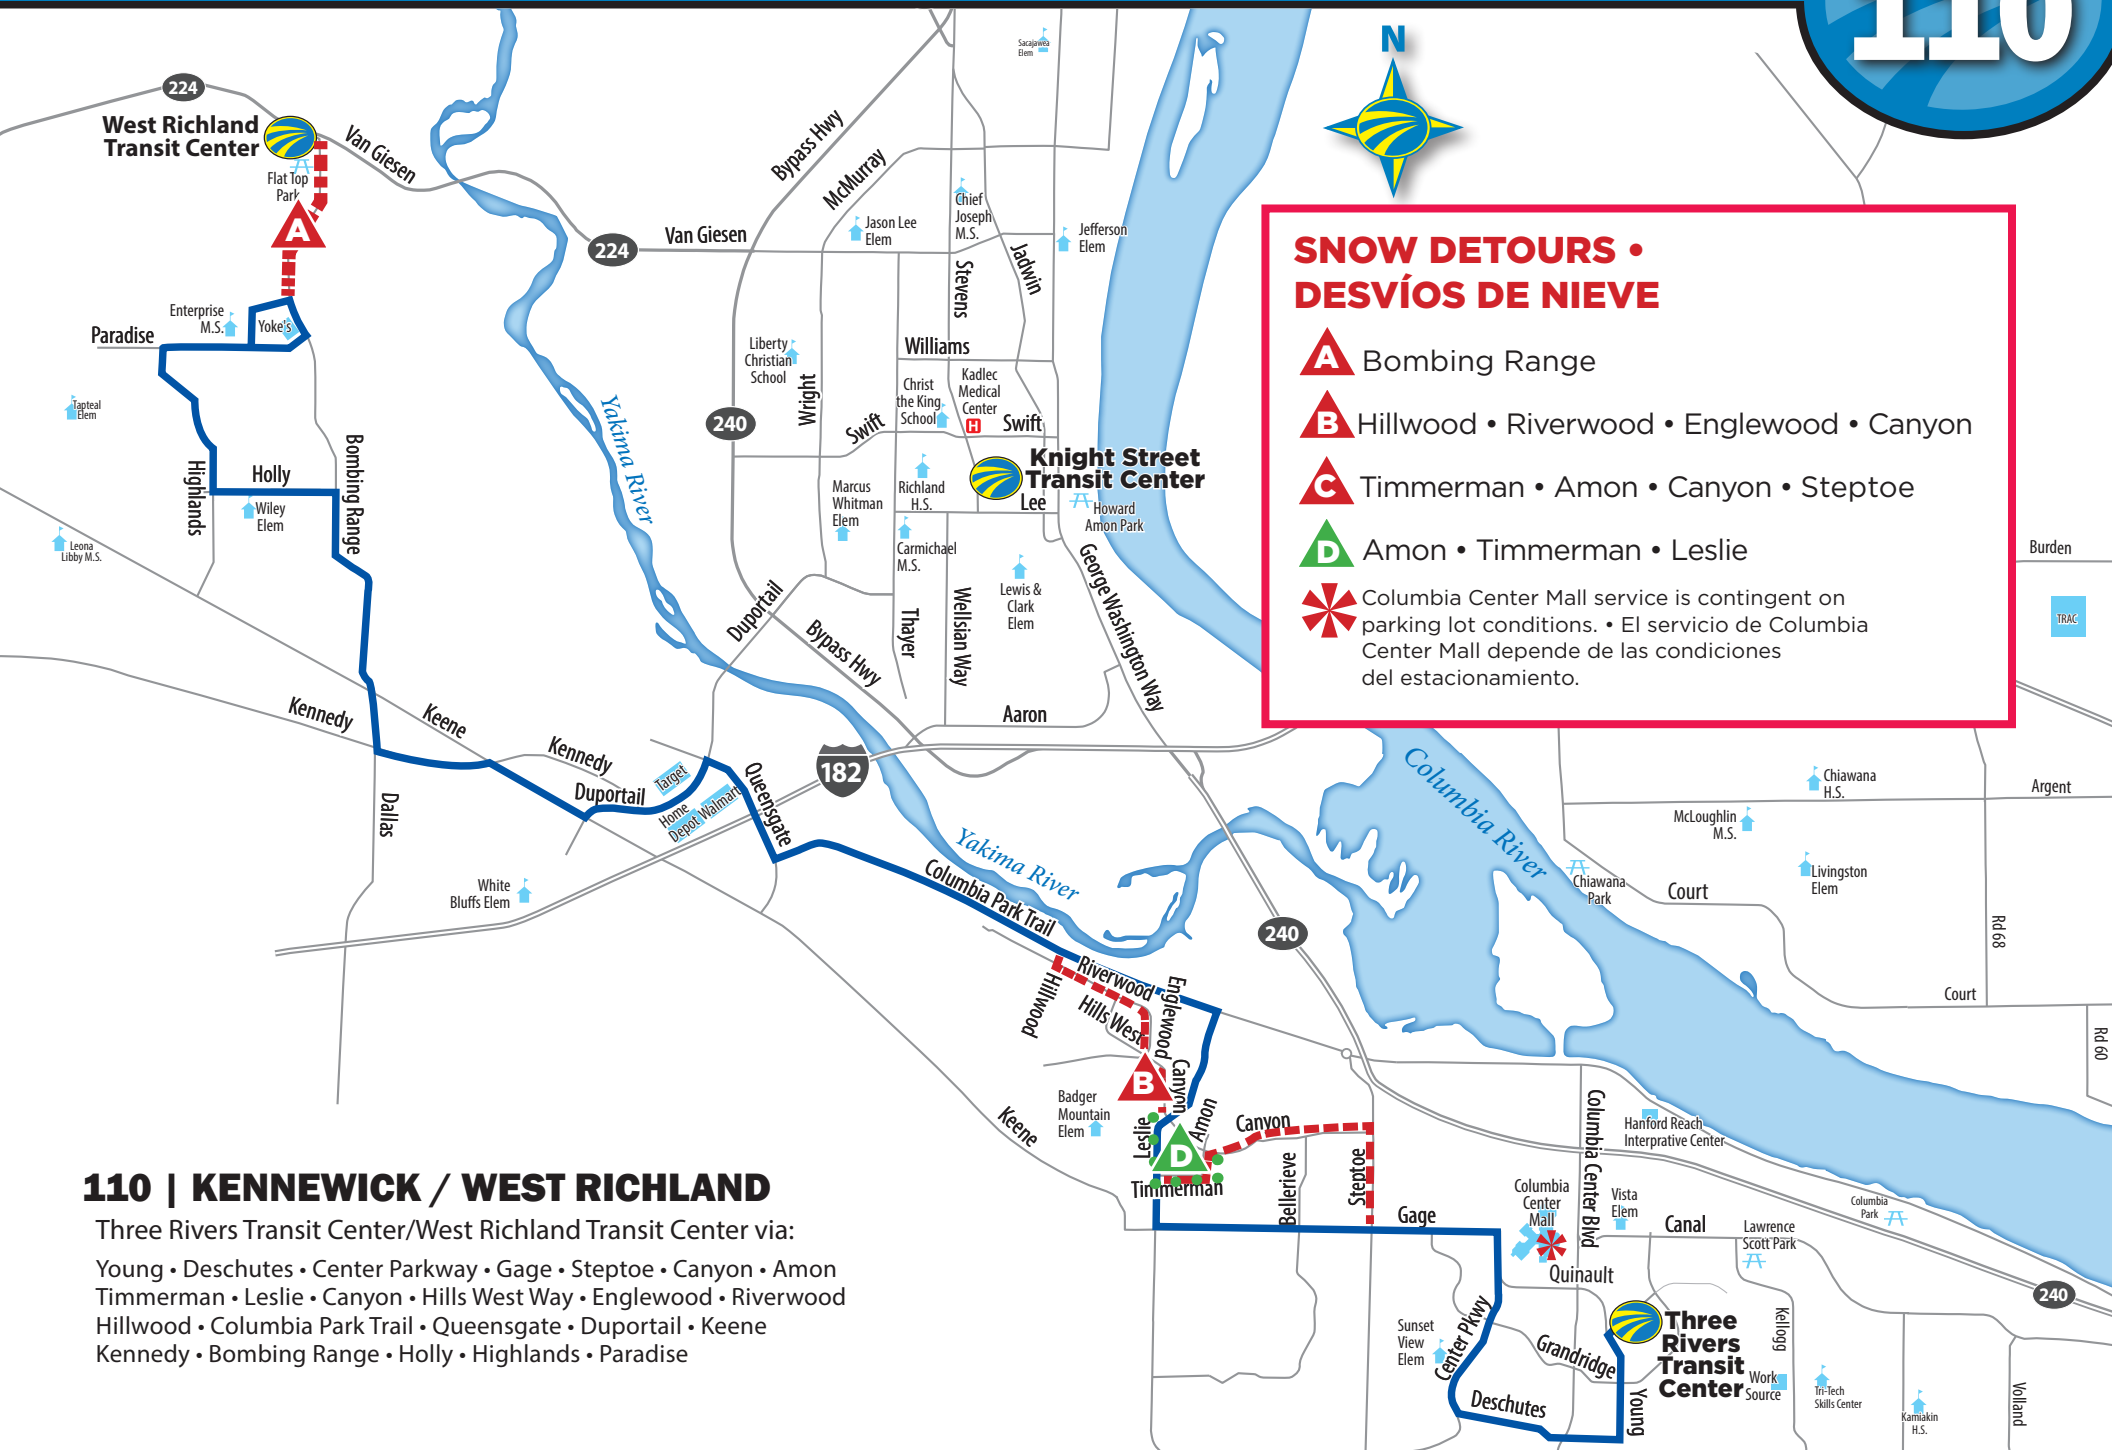 110
N
Sacajawea
Elem
224
West Richland
Transit Center
Van Giesen
Flat Top
Park
A
Bypass Hwy
McMurray
Chief
Joseph
M.S.
Jason Lee
Elem
Jefferson
Elem
224
Van Giesen
Jadwin
Stevens
SNOW DETOURS •
DESVÍOS DE NIEVE
A Bombing Range
B Hillwood • Riverwood • Englewood • Canyon
C Timmerman • Amon • Canyon • Steptoe
D Amon • Timmerman • Leslie
Columbia Center Mall service is contingent on
parking lot conditions. • El servicio de Columbia
Center Mall depende de las condiciones
del estacionamiento.
Enterprise
M.S.
Yoke's
Paradise
Liberty
Christian
School
Williams
Wright
Christ
the King
School
Kadlec
Medical
Center
H
Tapteal
Elem
Yakima River
240
Swift
Swift
Knight Street
Transit Center
Lee
Howard
Amon Park
Highlands
Holly
Bombing Range
Wiley
Elem
Marcus
Whitman
Elem
Richland
H.S.
Leona
Libby M.S.
Carmichael
M.S.
George Washington Way
Lewis &
Clark
Elem
Burden
TRAC
Duportail
Bypass Hwy
Thayer
Wellsian Way
Aaron
Kennedy
Keene
Kennedy
Duportail
Target
Home
Depot
Walmart
Queensgate
182
Dallas
Columbia River
Chiawana
H.S.
Argent
McLoughlin
M.S.
Livingston
Elem
Chiawana
Park
Court
Rd 68
Court
Rd 60
White
Bluffs Elem
Yakima River
Columbia Park Trail
240
Riverwood
Hillwood
Hills West
Englewood
Canyon
B
Badger
Mountain
Elem
Keene
Leslie
Amon
D
Canyon
Timmerman
Bellerieve
Steptoe
Gage
Columbia Center Blvd
Hanford Reach
Interprative Center
Columbia
Center
Mall
Vista
Elem
Canal
Lawrence
Scott Park
Columbia
Park
Quinault
240
Three
Rivers
Transit
Center
Kellogg
Sunset
View
Elem
Center Pkwy
Grandridge
Deschutes
Young
Work
Source
Tri-Tech
Skills Center
Kamiakin
H.S.
Volland
110 | KENNEWICK / WEST RICHLAND
Three Rivers Transit Center/West Richland Transit Center via:
Young • Deschutes • Center Parkway • Gage • Steptoe • Canyon • Amon
Timmerman • Leslie • Canyon • Hills West Way • Englewood • Riverwood
Hillwood • Columbia Park Trail • Queensgate • Duportail • Keene
Kennedy • Bombing Range • Holly • Highlands • Paradise